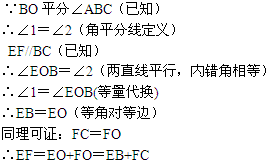 ∵BO平分∠ABC（已知）
∴∠1＝∠2（角平分线定义）
EF//BC（已知）
∴∠EOB＝∠2（两直线平行，内错角相等）
∴∠1＝∠EOB(等量代换)
∴EB＝EO（等角对等边）
同理可证：FC＝FO
∴EF＝EO+FO＝EB+FC